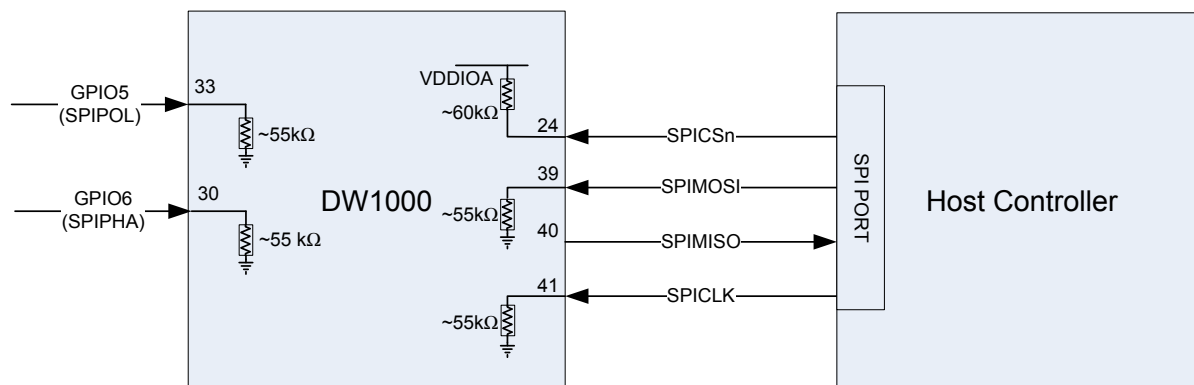 GPIO5
(SPIPOL)
33
~55kΩ
GPIO6
(SPIPHA)
30
~55 kΩ
DW1000
VDDIOA
~60kΩ
24
SPICSn
39
SPIMOSI
~55kΩ
40
SPIMISO
41
SPICLK
~55kΩ
SPI PORT
Host Controller